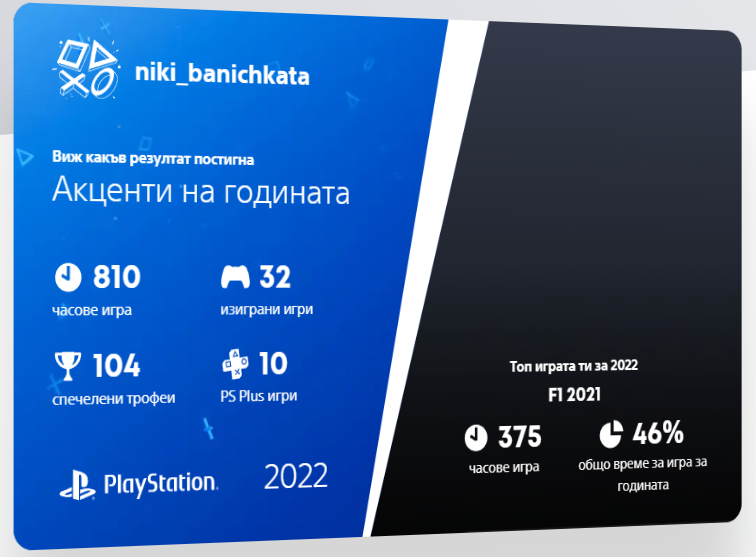 niki_banichkata
Виж какъв резултат постигна
Акценти на годината
810
часове игра
32
изиграни игри
104
спечелени трофеи
10
PS Plus игри
PlayStation.
2022
Топ играта ти за 2022
F1 2021
375
часове игра
46%
общо време за игра за
годината